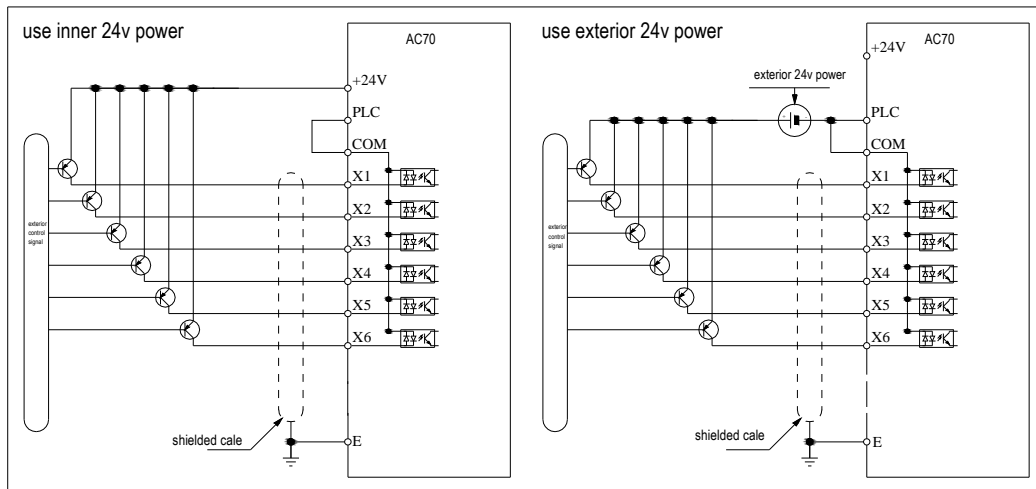 use inner 24v power
AC70
+24V
PLC
COM
X1
X2
X3
X4
X5
X6
E
exterior
control
signal
shielded cale
use exterior 24v power
AC70
+24V
exterior 24v power
PLC
COM
X1
X2
X3
X4
X5
X6
E
exterior
control
signal
shielded cale